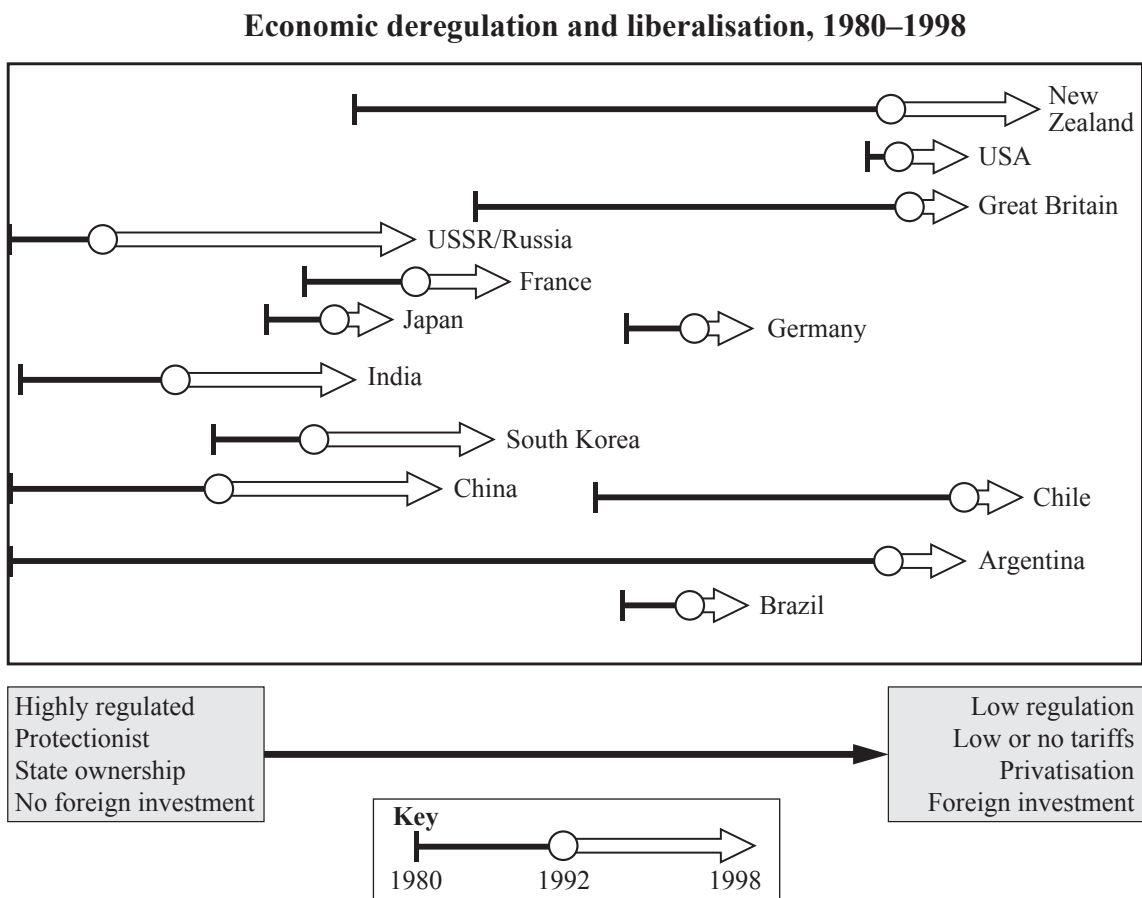 Economic deregulation and liberalisation, 1980–1998
New
Zealand
USA
Great Britain
USSR/Russia
France
Japan
Germany
India
South Korea
China
Chile
Argentina
Brazil
Highly regulated
Protectionist
State ownership
No foreign investment
Low regulation
Low or no tariffs
Privatisation
Foreign investment
Key
1980
1992
1998